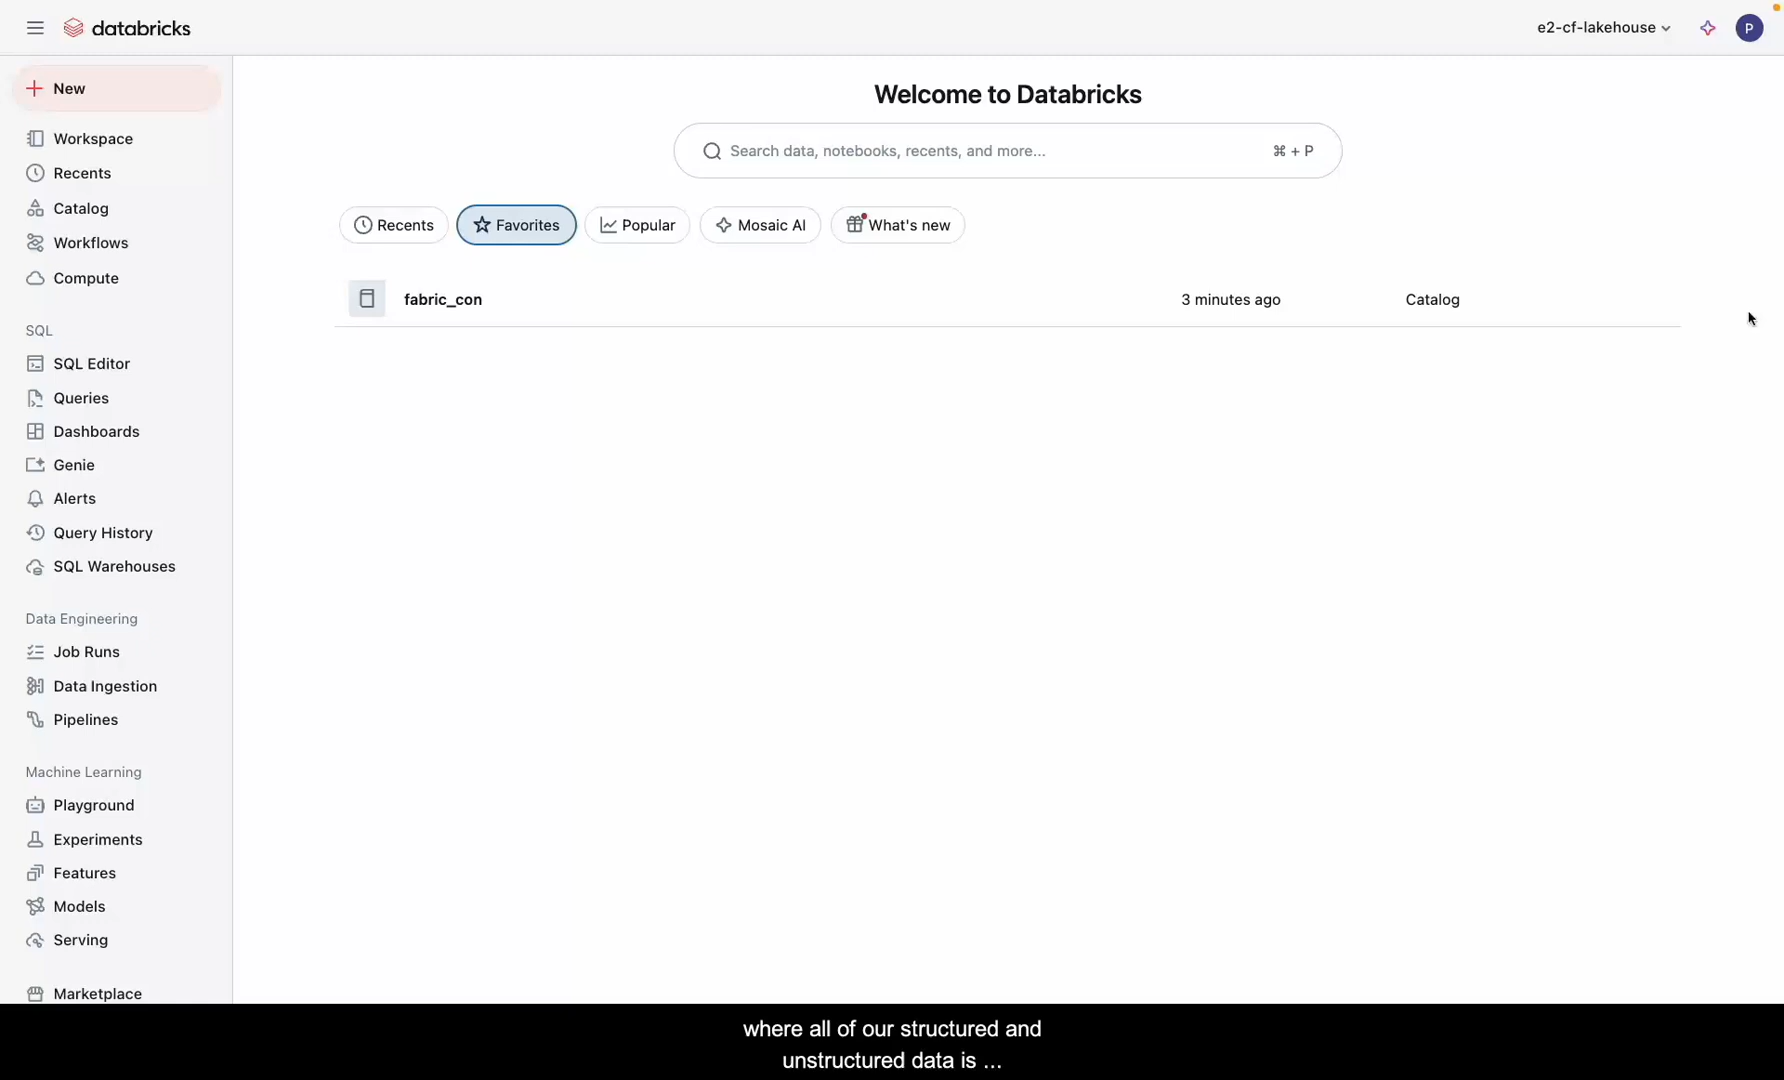 databricks
e2-cf-lakehouse
P
New
Workspace
Recents
Catalog
Workflows
Compute
SQL
SQL Editor
Queries
Dashboards
Genie
Alerts
Query History
SQL Warehouses
Data Engineering
Job Runs
Data Ingestion
Pipelines
Machine Learning
Playground
Experiments
Features
Models
Serving
Marketplace
Welcome to Databricks
Search data, notebooks, recents, and more... ⌘ + P
Recents Favorites Popular Mosaic AI What's new
fabric_con 3 minutes ago Catalog
where all of our structured and
unstructured data is ...